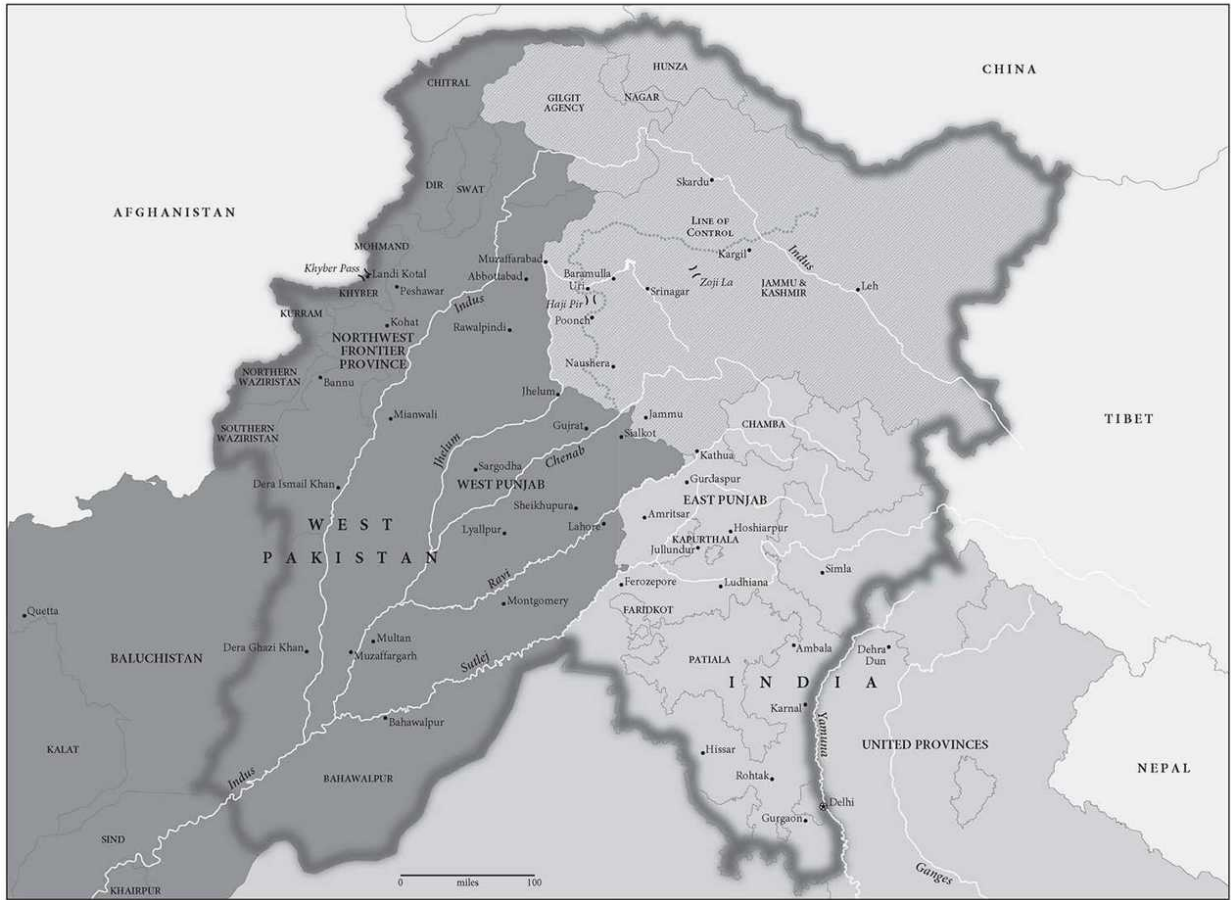 CHINA
HUNZA
CHITRAL
GILGIT
AGENCY
NAGAR
Skardu
DIR
SWAT
AFGHANISTAN
LINE OF
CONTROL
MOHMAND
Kargil
Indus
Khyber Pass
Landi Kotal
Muraffarabad
Abbottabad
Baramulla
Uri
Zoji La
JAMMU &
KASHMIR
Leh
KHYBER
Peshawar
Indus
Haji Pir
Srinagar
KURRAM
Kohat
Rawalpindi
Poonch
NORTHWEST
FRONTIER
PROVINCE
Naushera
NORTHERN
WAZIRISTAN
Bannu
Jhelum
TIBET
Mianwali
Gujrat
Jammu
SOUTHERN
WAZIRISTAN
Sialkot
CHAMBA
Jhelum
Chenab
Kathua
Sargodha
WEST PUNJAB
Gurdaspur
Dera Ismail Khan
EAST PUNJAB
Sheikhupura
Amritsar
WEST
PAKISTAN
Lyallpur
Lahore
Hoshiarpur
KAPURTHALA
Jullundur
Simla
Ravi
Ferozepore
Ludhiana
Quetta
Montgomery
FARIDKOT
Multan
Dera Ghazi Khan
Muzaffargarh
Sutlej
BALUCHISTAN
PATIALA
Ambala
Dehra
Dun
INDIA
Karnal
Bahawalpur
Yamuna
KALAT
Hissar
UNITED PROVINCES
NEPAL
Indus
BAHAWALPUR
Rohtak
Delhi
Gurgaon
SIND
KHAIRPUR
0 miles 100
Ganges